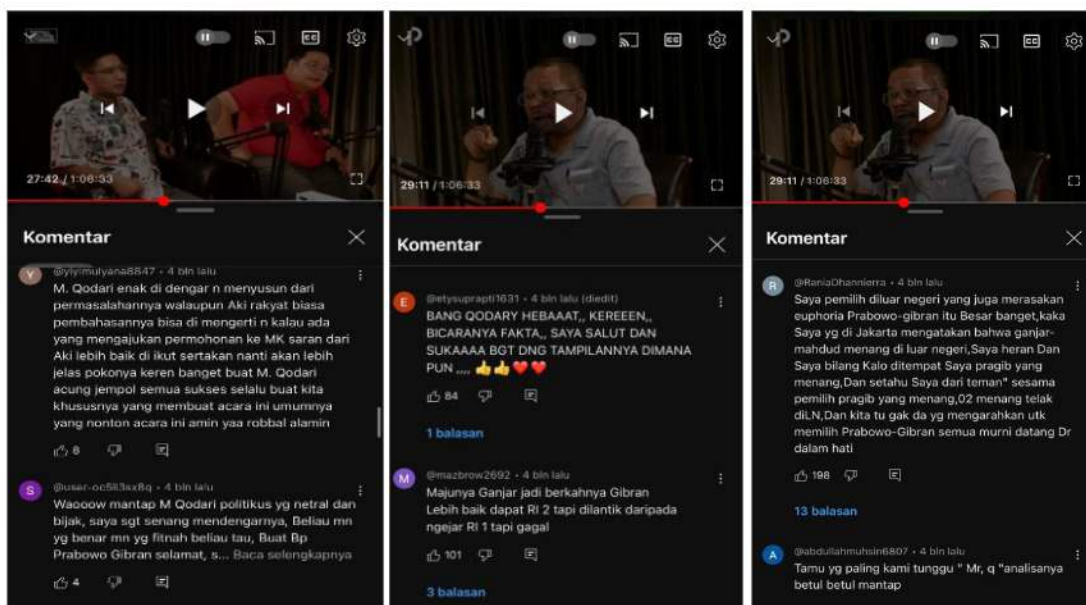 27:42 / 1:06:33
Komentar
@yiyimulyana8847 • 4 bln lalu
M. Qodari enak di dengar n menyusun dari
permasalahannya walaupun Aki rakyat biasa
pembahasannya bisa di mengerti n kalau ada
yang mengajukan permohonan ke MK saran dari
Aki lebih baik di ikut sertakan nanti akan lebih
jelas pokonya keren banget buat M. Qodari
acung jempol semua sukses selalu buat kita
khususnya yang membuat acara ini umumnya
yang nonton acara ini amin yaa robbal alamin
8
S
4 bln lalu
Waooow mantap M Qodari politikus yg netral dan
bijak, saya sgt senang mendengarnya, Beliau mn
yg benar mn yg fitnah beliau tau, Buat Bp
Prabowo Gibran selamat, s... Baca selengkapnya
4
CC
29:11 / 1:06:33
Komentar
E
@etysuprapti1631 • 4 bln lalu (diedit)
BANG QODARY HEBAAAT,, KEREEEN,,
BICARANYA FAKTA,, SAYA SALUT DAN
SUKAAAA BGT DNG TAMPILANNYA DIMANA
PUN ,,,, 👍👍❤️❤️
84
1 balasan
M
@mazbrow2692 • 4 bln lalu
Majunya Ganjar jadi berkahnya Gibran
Lebih baik dapat RI 2 tapi dilantik daripada
ngejar RI 1 tapi gagal
101
3 balasan
CC
29:11 / 1:06:33
Komentar
R
@RaniaDhannierra • 4 bln lalu
Saya pemilih diluar negeri yang juga merasakan
euphoria Prabowo-gibran itu Besar banget,kaka
Saya yg di Jakarta mengatakan bahwa ganjar-
mahdud menang di luar negeri,Saya heran Dan
Saya bilang Kalo ditempat Saya pragib yang
menang,Dan setahu Saya dari teman" sesama
pemilih pragib yang menang,02 menang telak
diLN,Dan kita tu gak da yg mengarahkan utk
memilih Prabowo-Gibran semua murni datang Dr
dalam hati
198
13 balasan
A
@abdullahmuhsin6807 • 4 bln lalu
Tamu yg paling kami tunggu " Mr, q "analisanya
betul betul mantap